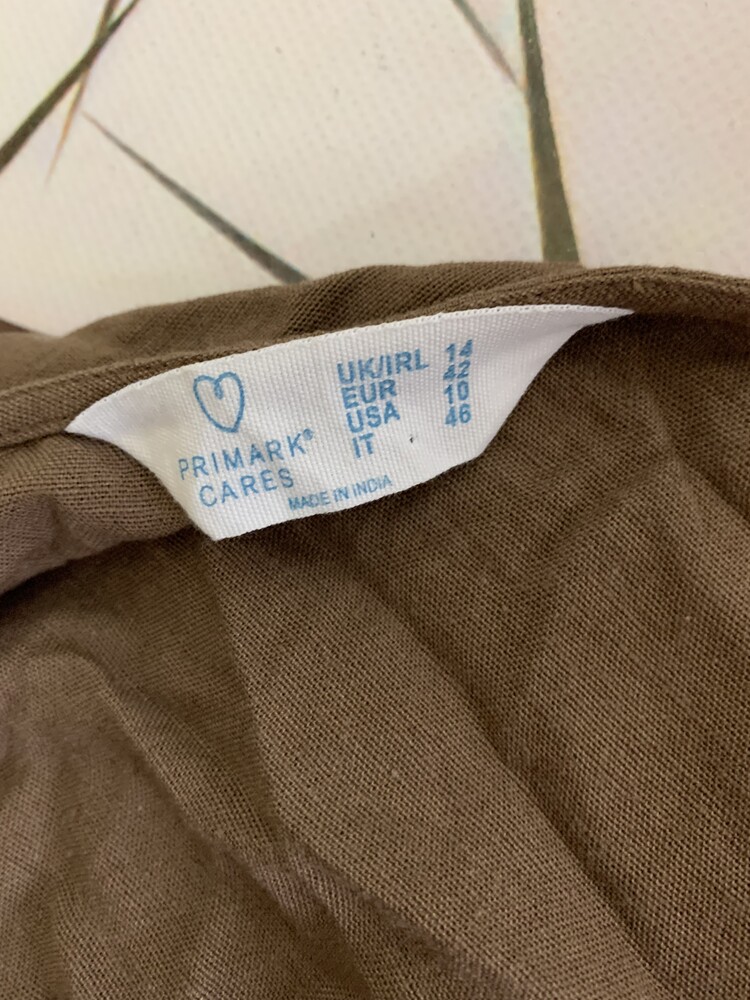 PRIMARK®
CARES
UK/IRL 14
EUR 42
USA 10
IT 46
MADE IN INDIA